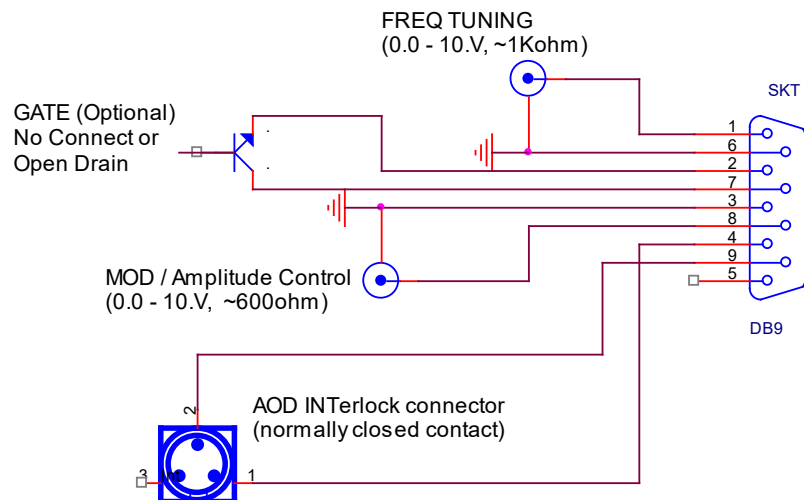 FREQ TUNING
(0.0 - 10.V, ~1Kohm)
SKT
GATE (Optional)
No Connect or
Open Drain
1
6
2
7
3
8
4
9
5
MOD / Amplitude Control
(0.0 - 10.V, ~600ohm)
DB9
2
AOD INTerlock connector
(normally closed contact)
3
1